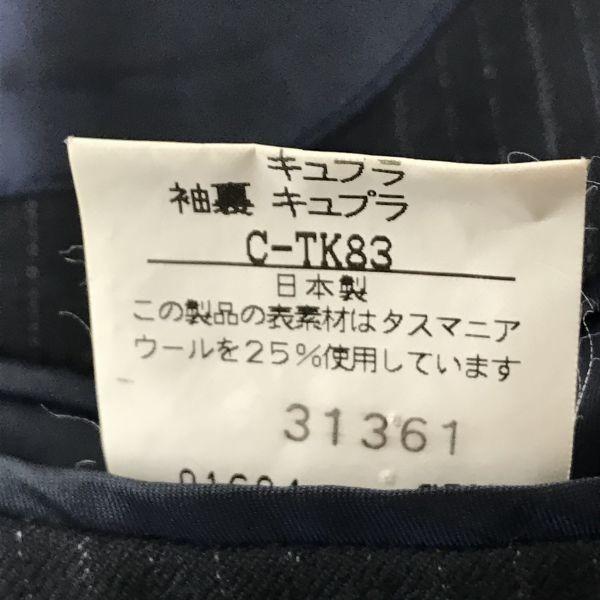 キュプラ
袖裏 キュプラ
C-TK83
日本製
この製品の表素材はタスマニア
ウールを25%使用しています
31361